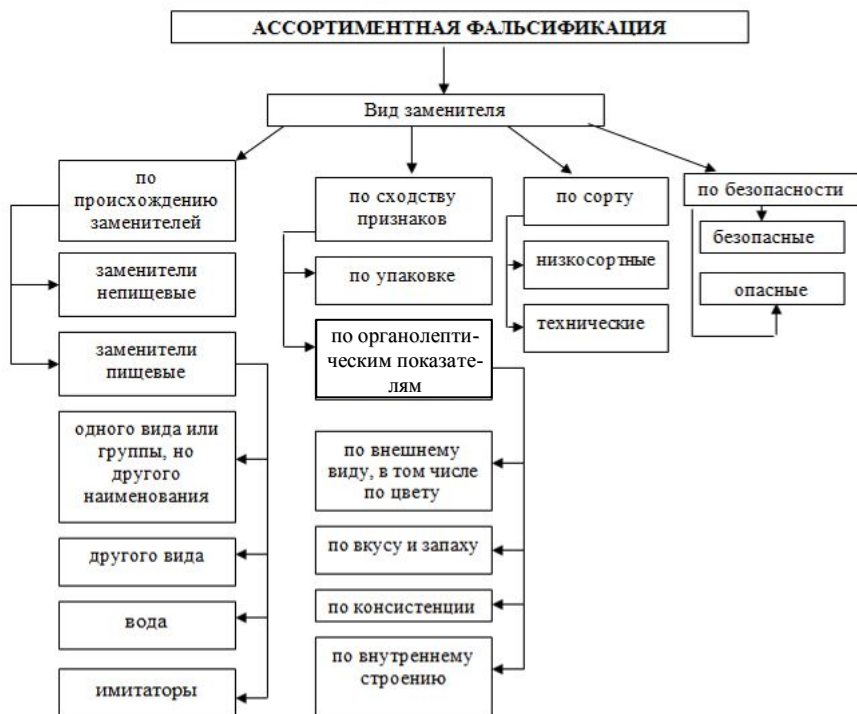 АССОРТИМЕНТНАЯ ФАЛЬСИФИКАЦИЯ
Вид заменителя
по
происхождению
заменителей
заменители
непищевые
заменители
пищевые
одного вида или
группы, но
другого
наименования
другого вида
вода
имитаторы
по сходству
признаков
по упаковке
по органолепти-
ческим показате-
лям
по внешнему
виду, в том числе
по цвету
по вкусу и запаху
по консистенции
по внутреннему
строению
по сорту
низкосортные
технические
по безопасности
безопасные
опасные